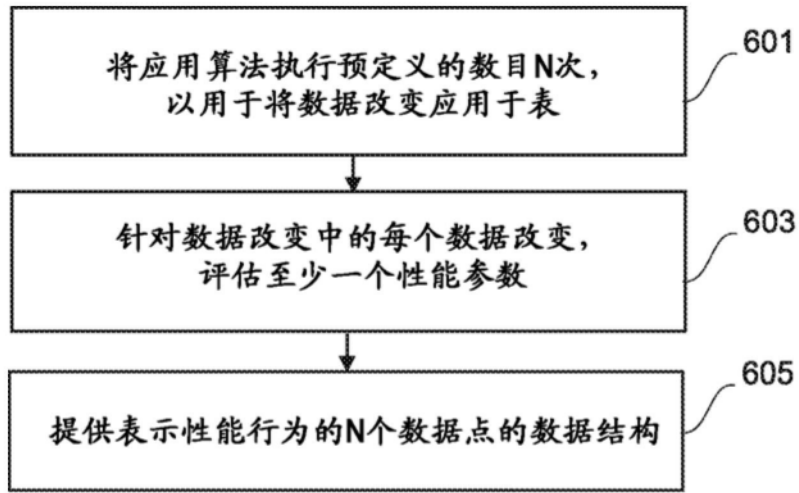 将应用算法执行预定义的数目N次，
以用于将数据改变应用于表
601
针对数据改变中的每个数据改变，
评估至少一个性能参数
603
提供表示性能行为的N个数据点的数据结构
605